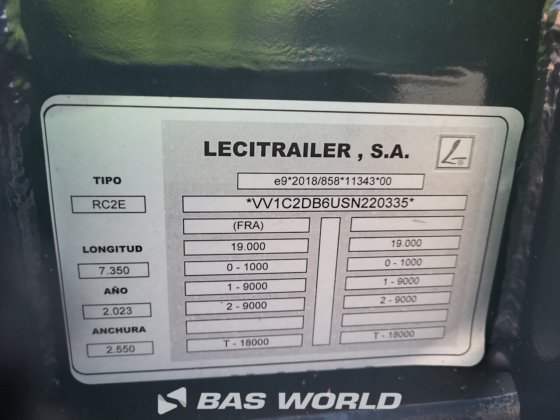 LECITRAILER , S.A.
TIPO
RC2E
e9*2018/858*11343*00
*VV1C2DB6USN220335*
(FRA)
LONGITUD
7.350
19.000 19.000
0 - 1000 0 - 1000
AÑO
2.023
1 - 9000 1 - 9000
2 - 9000 2 - 9000
ANCHURA
2.550
T - 18000 T - 18000
BAS WORLD